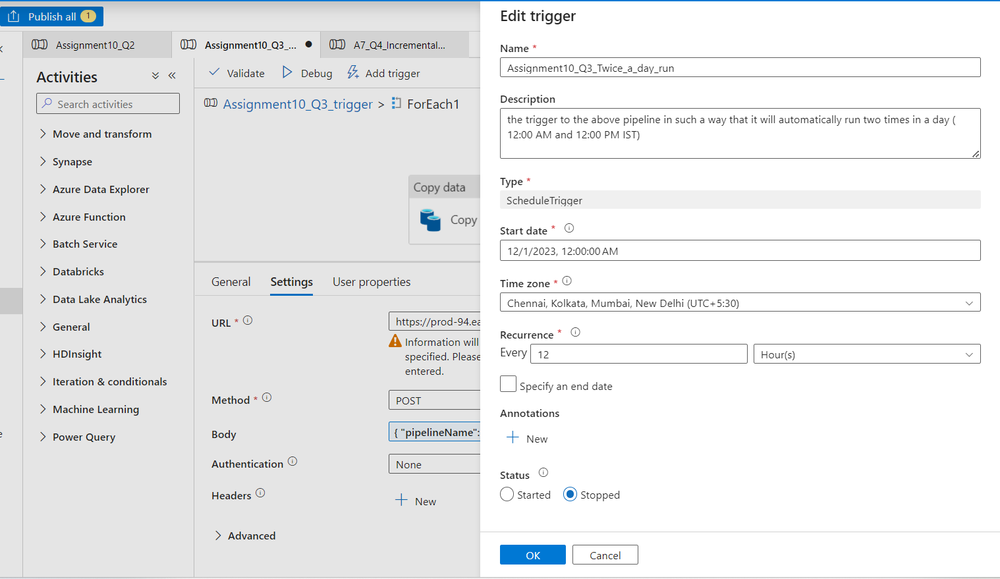 Publish all 1
Assignment10_Q2
Assignment10_Q3_...
A7_Q4_Incremental...
Activities
Search activities
Move and transform
Synapse
Azure Data Explorer
Azure Function
Batch Service
Databricks
Data Lake Analytics
General
HDInsight
Iteration & conditionals
Machine Learning
Power Query
Validate
Debug
Add trigger
Assignment10_Q3_trigger > ForEach1
Copy data
Copy
General
Settings
User properties
URL *
https://prod-94.ea
Information will
specified. Please
entered.
Method *
POST
Body
{ "pipelineName":
Authentication
None
Headers
New
Advanced
Edit trigger
Name *
Assignment10_Q3_Twice_a_day_run
Description
the trigger to the above pipeline in such a way that it will automatically run two times in a day (
12:00 AM and 12:00 PM IST)
Type *
ScheduleTrigger
Start date *
12/1/2023, 12:00:00 AM
Time zone *
Chennai, Kolkata, Mumbai, New Delhi (UTC+5:30)
Recurrence *
Every 12 Hour(s)
Specify an end date
Annotations
New
Status
Started Stopped
OK Cancel